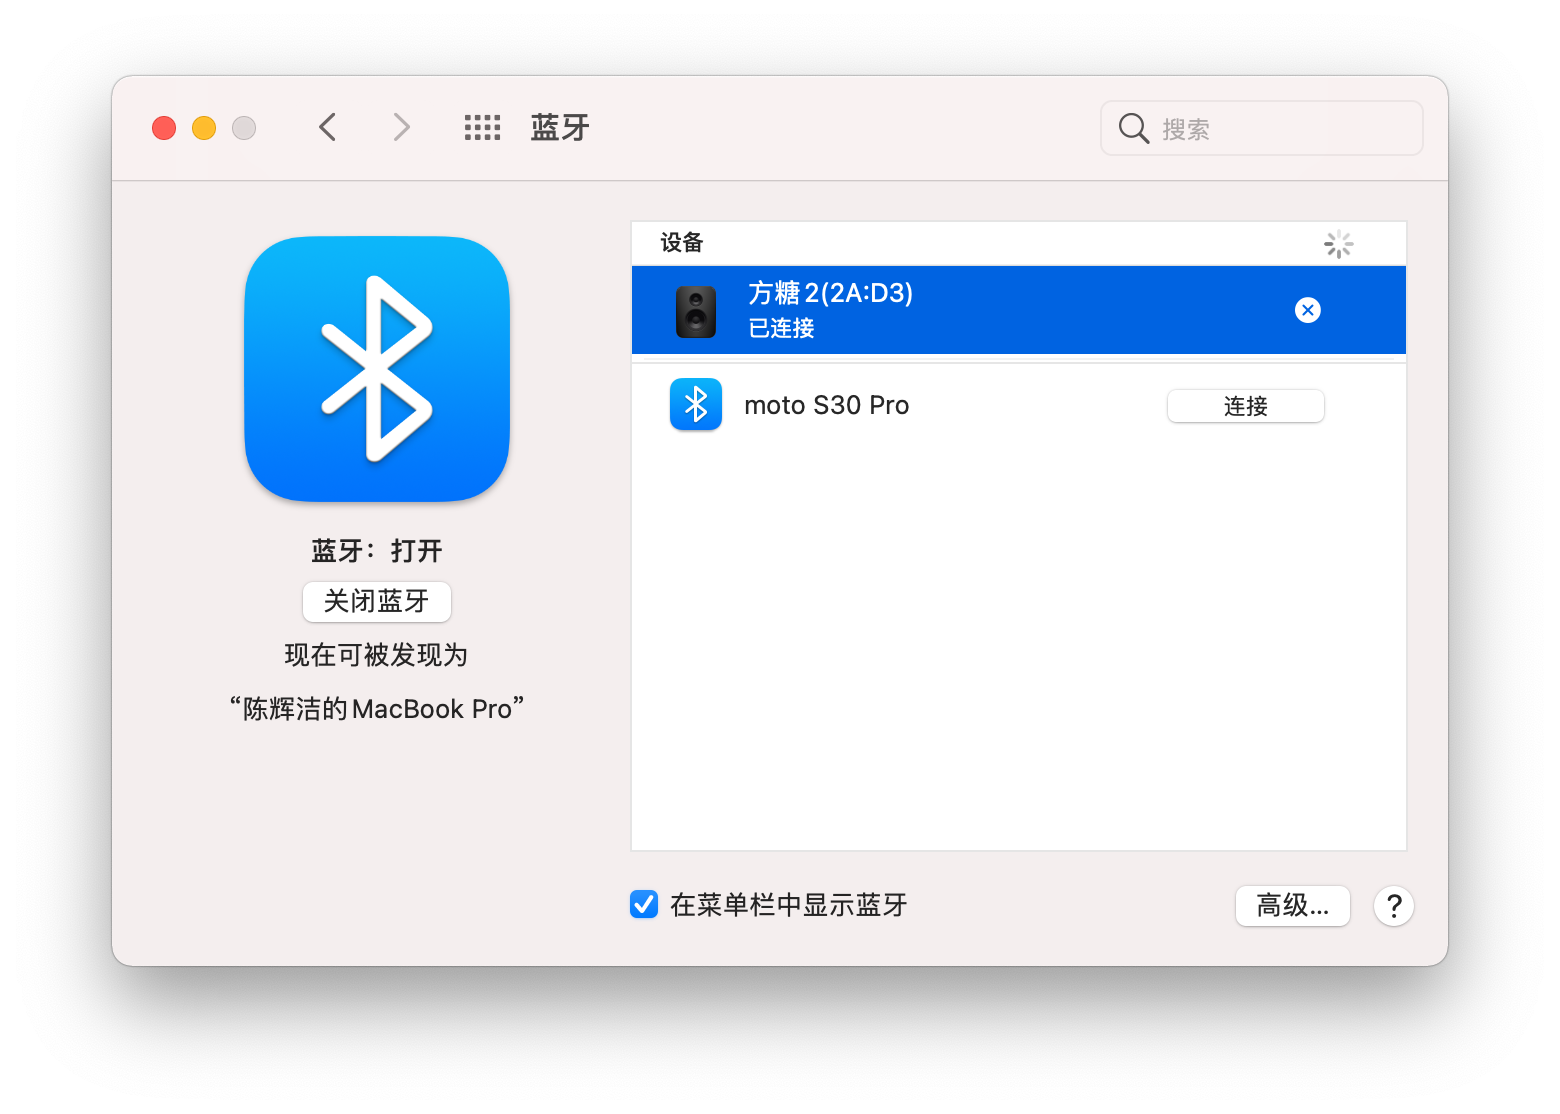 蓝牙
搜索
设备
方糖 2(2A:D3)
已连接
moto S30 Pro
连接
蓝牙：打开
关闭蓝牙
现在可被发现为
“陈辉洁的MacBook Pro”
在菜单栏中显示蓝牙
高级...
?